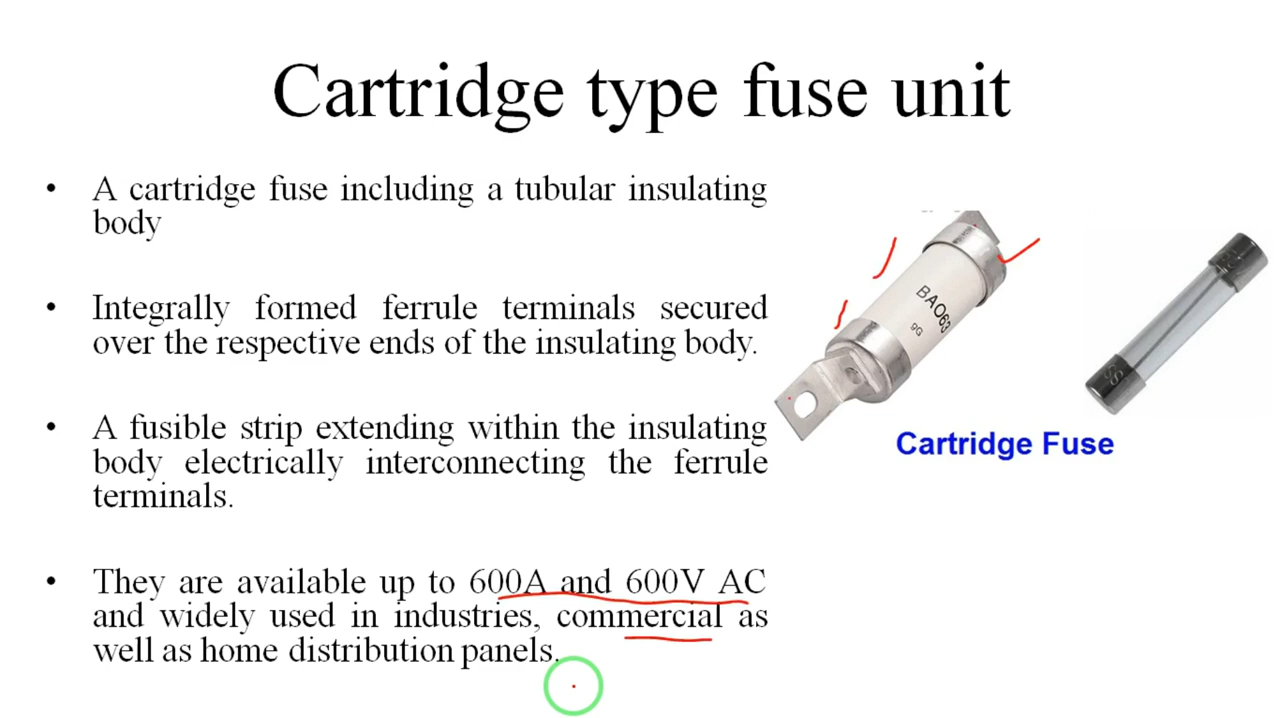 Cartridge type fuse unit
• A cartridge fuse including a tubular insulating
body
• Integrally formed ferrule terminals secured
over the respective ends of the insulating body.
• A fusible strip extending within the insulating
body electrically interconnecting the ferrule
terminals.
• They are available up to 600A and 600V AC
and widely used in industries, commercial as
well as home distribution panels.
BAO63
gG
Cartridge Fuse